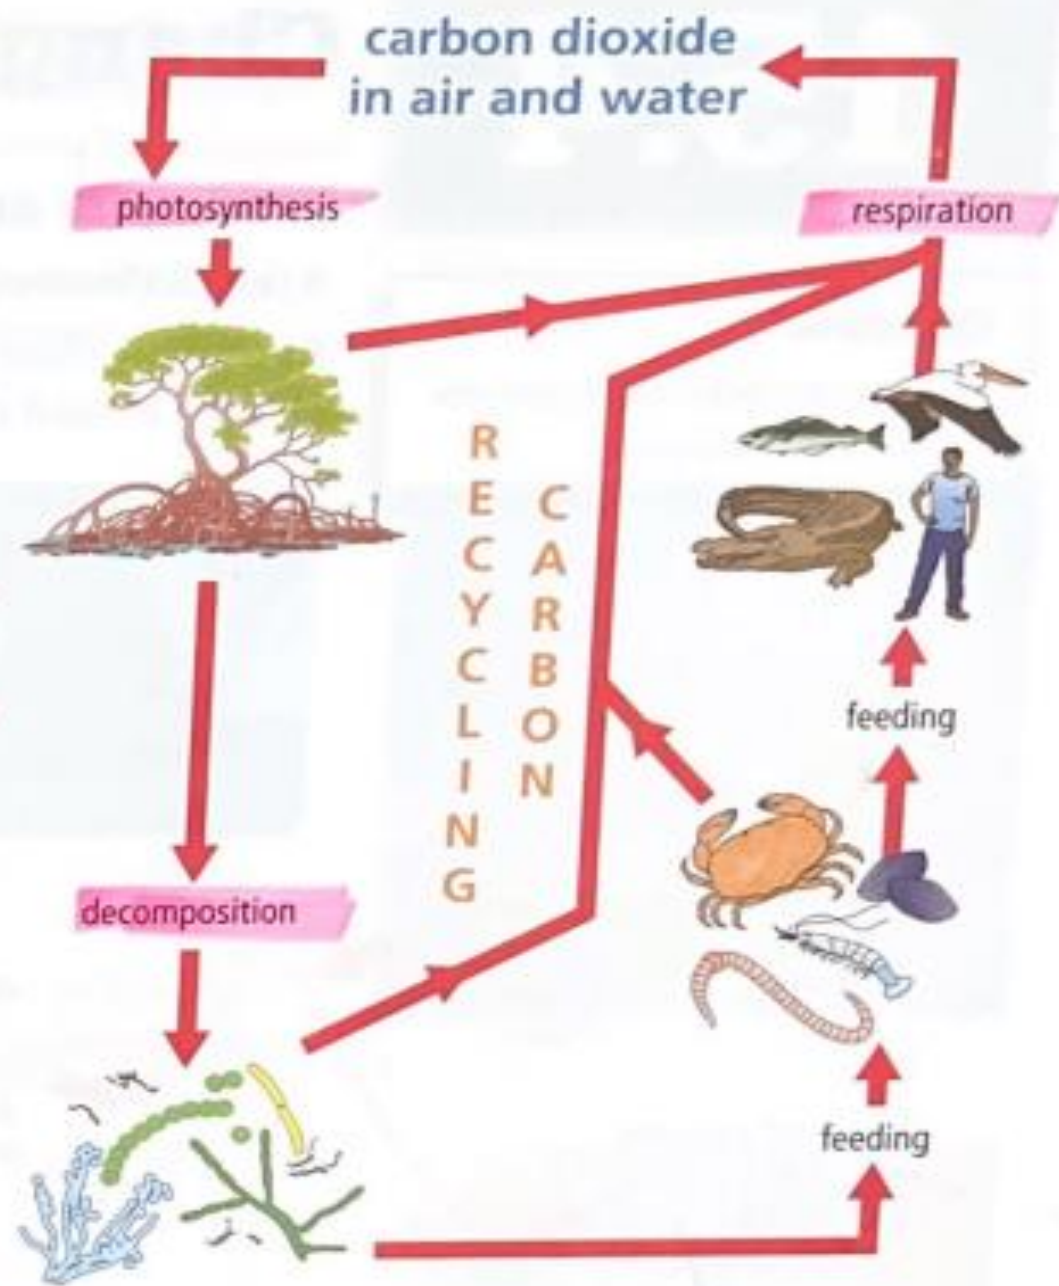 carbon dioxide
in air and water
photosynthesis
respiration
RECYCLING
CARBON
feeding
decomposition
feeding